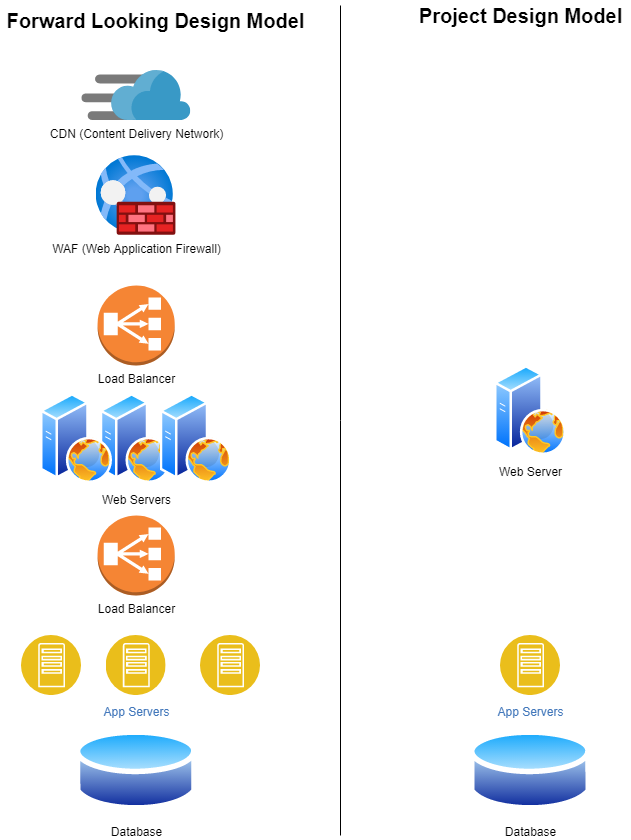 Forward Looking Design Model
CDN (Content Delivery Network)
WAF (Web Application Firewall)
Load Balancer
Web Servers
Load Balancer
App Servers
Database
Project Design Model
Web Server
App Servers
Database